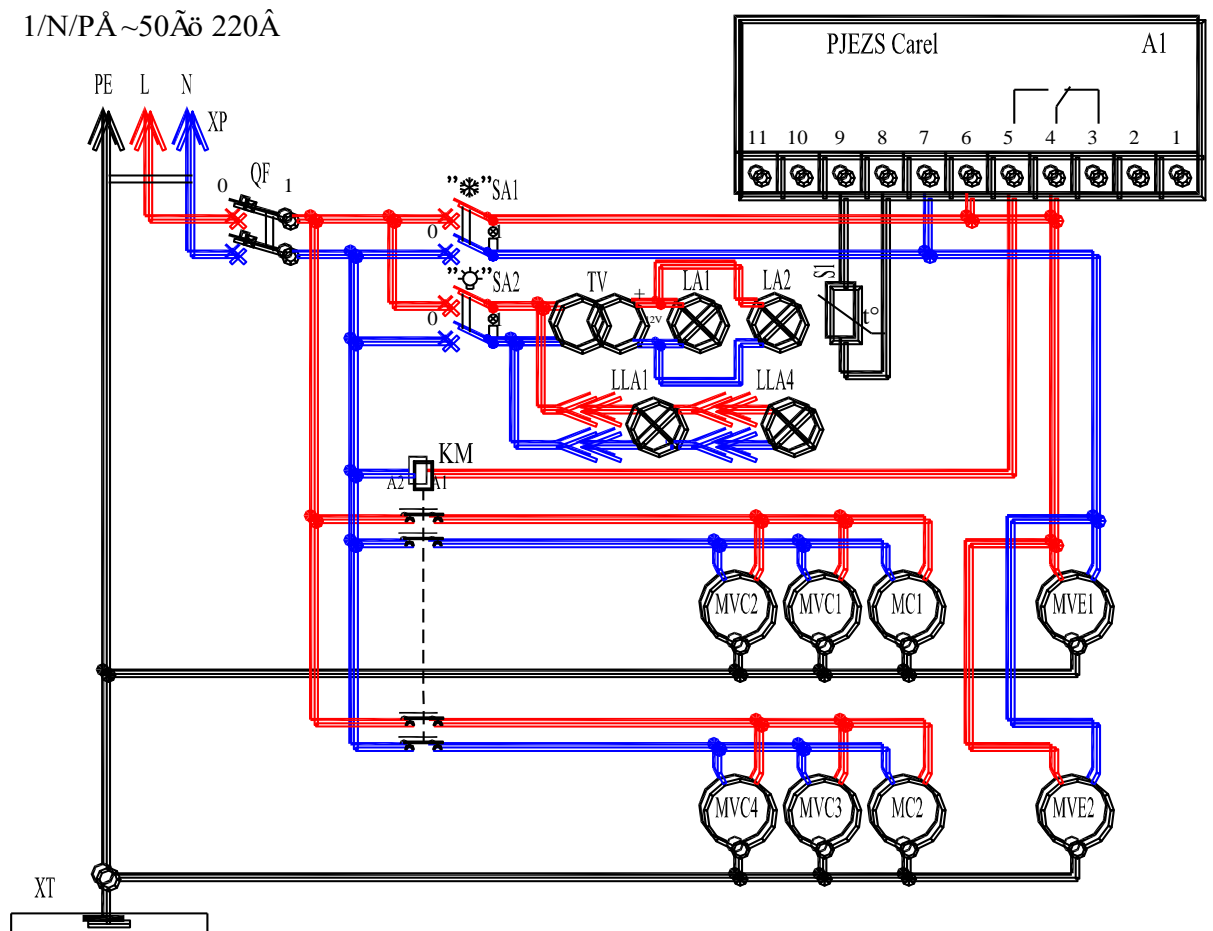 1/N/PÅ ~50Ãö 220Â
PJEZS Carel A1
PE L N
XP
11 10 9 8 7 6 5 4 3 2 1
0 QF 1
"❄"SA1
0
S1
t°
" "SA2
0
TV + LA1 LA2
12V
LLA1 LLA4
KM
A2 A1
MVC2 MVC1 MC1 MVE1
MVC4 MVC3 MC2 MVE2
XT